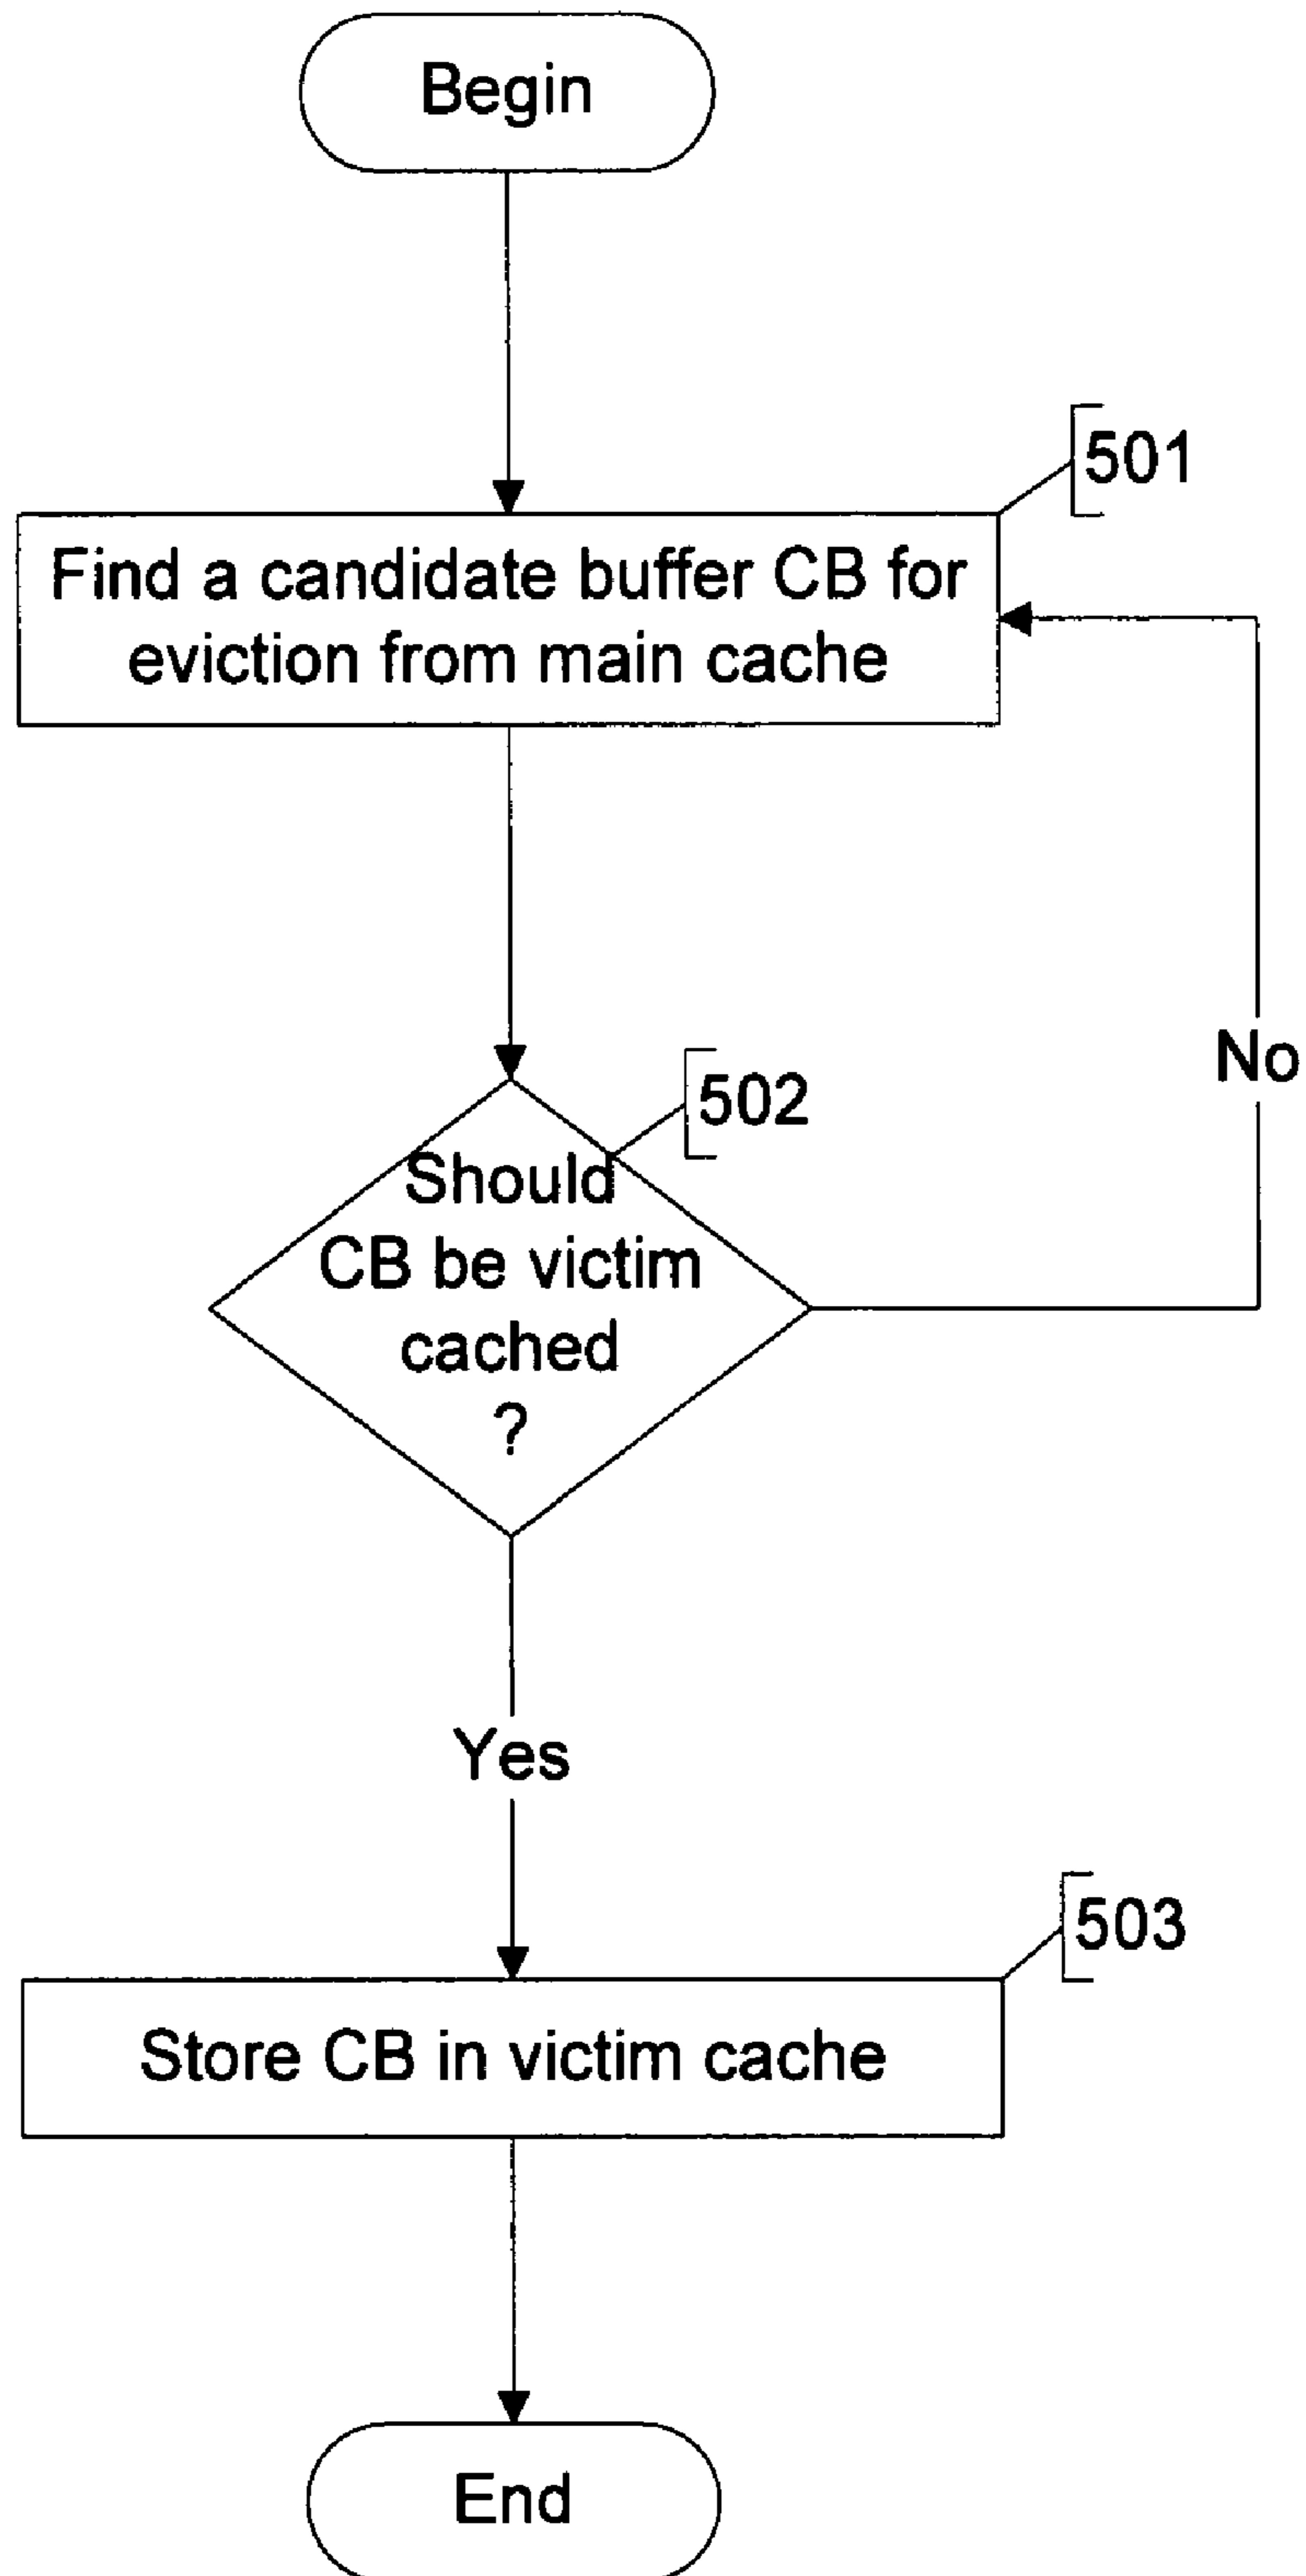 Begin
501
Find a candidate buffer CB for
eviction from main cache
No
502
Should
CB be victim
cached
?
Yes
503
Store CB in victim cache
End